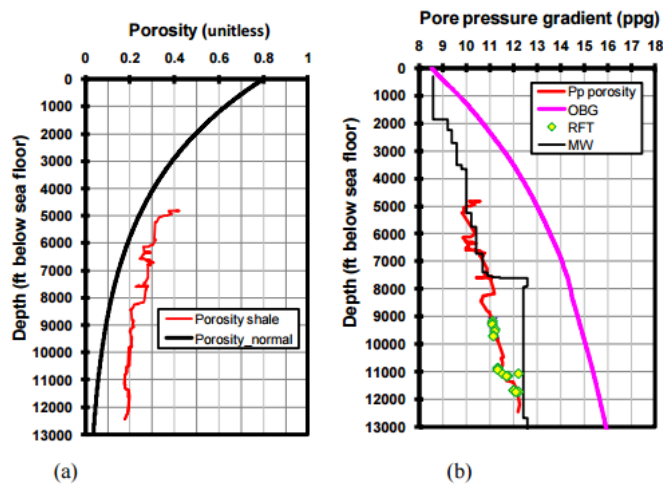 Porosity (unitless)
0 0.2 0.4 0.6 0.8 1
Depth (ft below sea floor)
0
1000
2000
3000
4000
5000
6000
7000
8000
9000
10000
11000
12000
13000
Porosity shale
Porosity_normal
(a)
Pore pressure gradient (ppg)
8 9 10 11 12 13 14 15 16 17 18
Depth (ft below sea floor)
0
1000
2000
3000
4000
5000
6000
7000
8000
9000
10000
11000
12000
13000
Pp porosity
OBG
RFT
MW
(b)